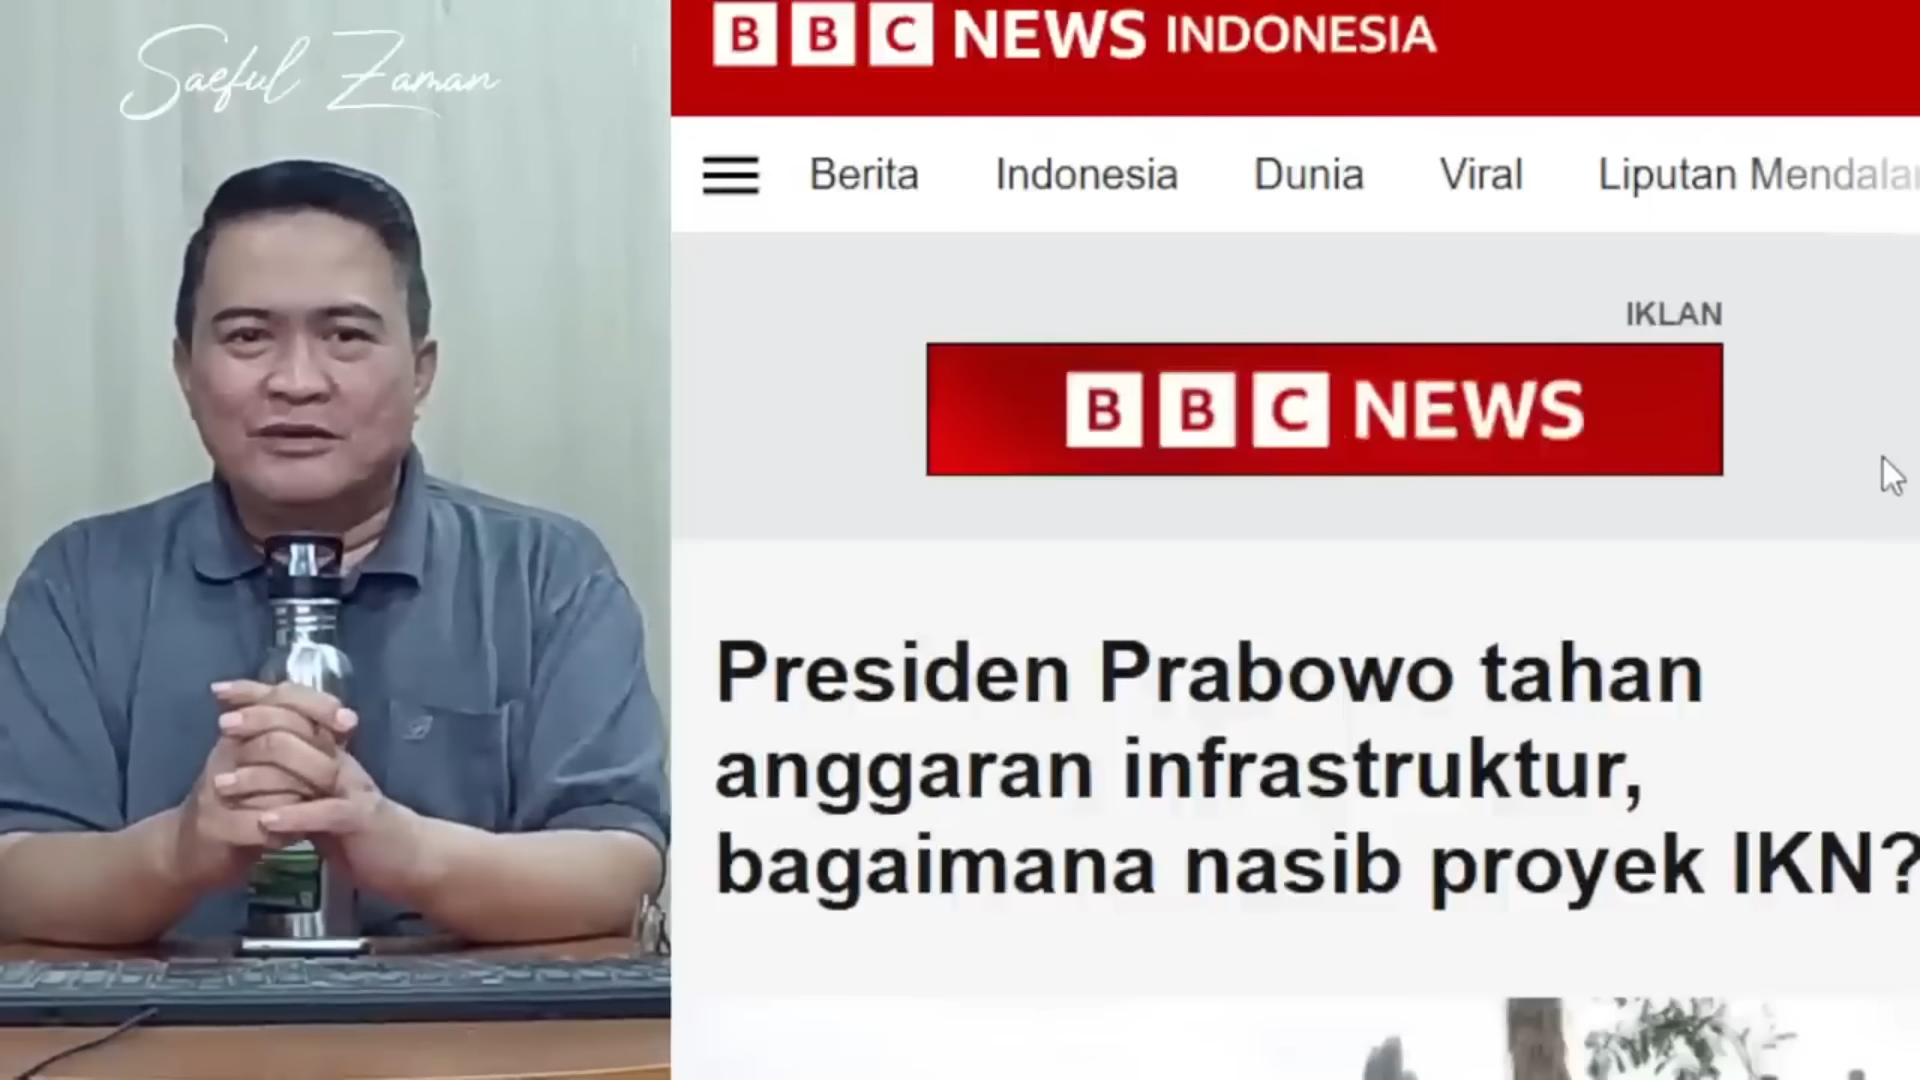 Saeful Zaman
BBC NEWS INDONESIA
Berita Indonesia Dunia Viral Liputan Mendala
IKLAN
BBC NEWS
Presiden Prabowo tahan
anggaran infrastruktur,
bagaimana nasib proyek IKN?